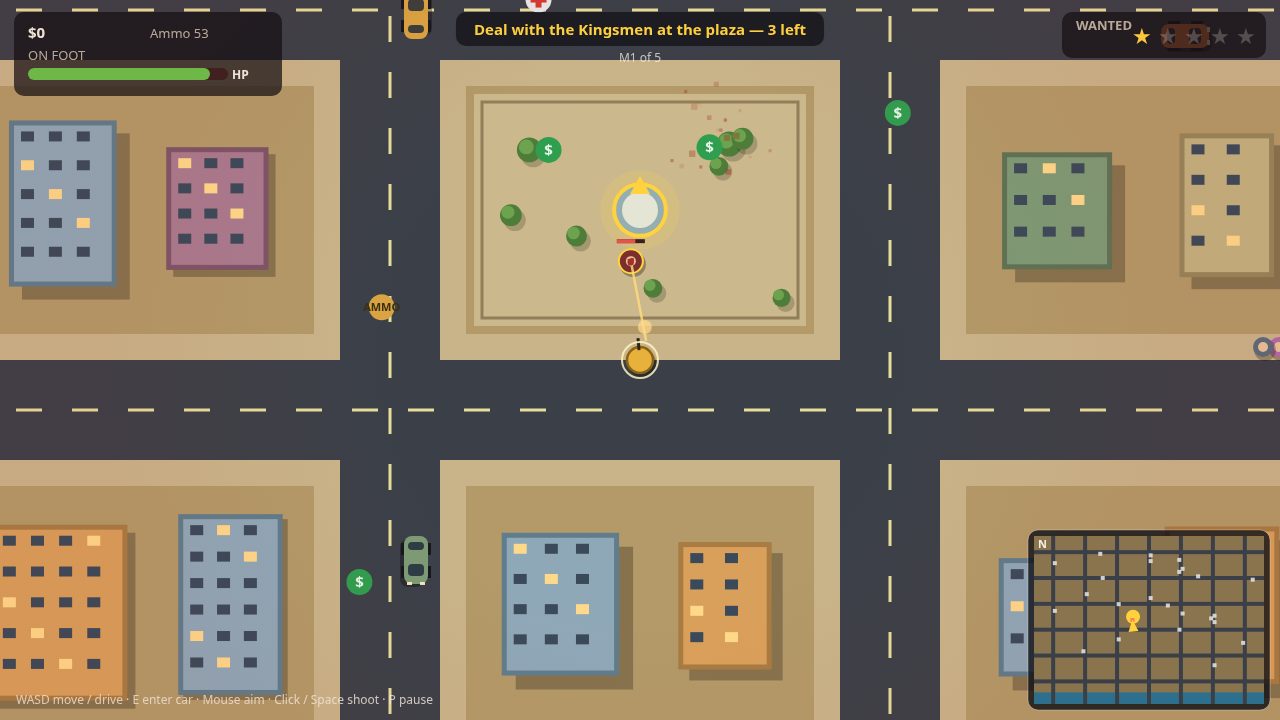 $0
Ammo 53
ON FOOT
HP
Deal with the Kingsmen at the plaza — 3 left
M1 of 5
WANTED
$
$
$
AMMO
$
N
WASD move / drive · E enter car · Mouse aim · Click / Space shoot · P pause